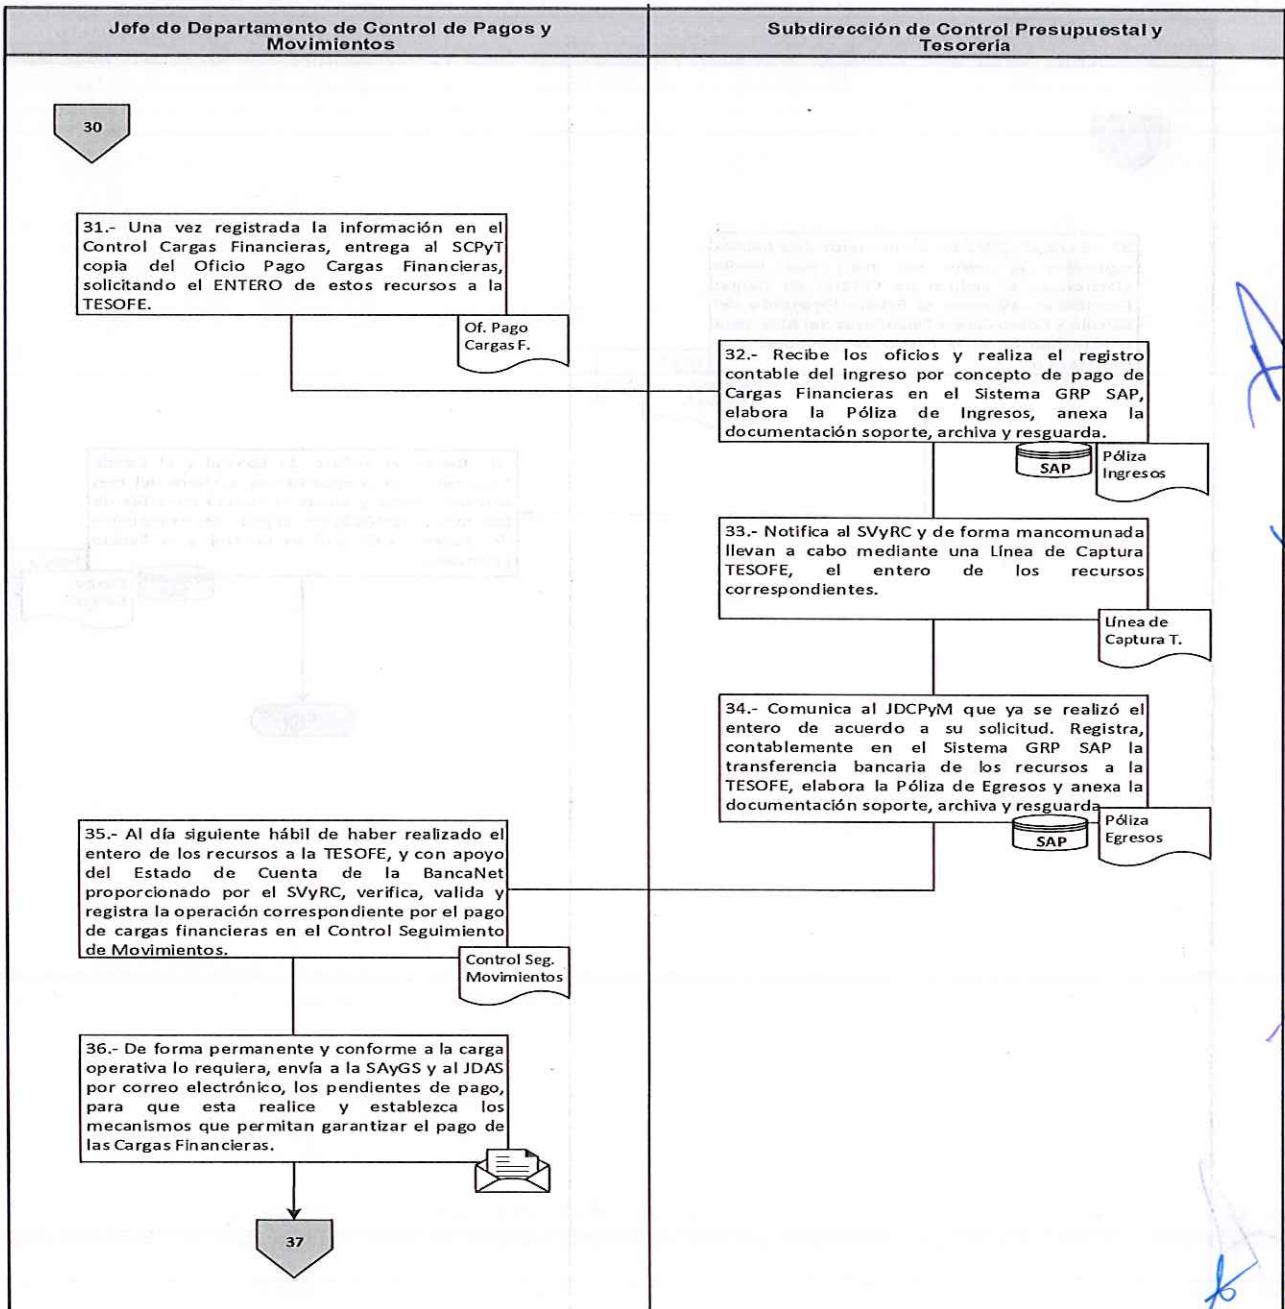 Jefe de Departamento de Control de Pagos y
Movimientos
Subdirección de Control Presupuestal y
Tesorería
30
31.- Una vez registrada la información en el
Control Cargas Financieras, entrega al SCPyT
copia del Oficio Pago Cargas Financieras,
solicitando el ENTERO de estos recursos a la
TESOFE.
Of. Pago
Cargas F.
32.- Recibe los oficios y realiza el registro
contable del ingreso por concepto de pago de
Cargas Financieras en el Sistema GRP SAP,
elabora la Póliza de Ingresos, anexa la
documentación soporte, archiva y resguarda.
SAP
Póliza
Ingresos
33.- Notifica al SVyRC y de forma mancomunada
llevan a cabo mediante una Línea de Captura
TESOFE, el entero de los recursos
correspondientes.
Línea de
Captura T.
34.- Comunica al JDCPyM que ya se realizó el
entero de acuerdo a su solicitud. Registra,
contablemente en el Sistema GRP SAP la
transferencia bancaria de los recursos a la
TESOFE, elabora la Póliza de Egresos y anexa la
documentación soporte, archiva y resguarda
SAP
Póliza
Egresos
35.- Al día siguiente hábil de haber realizado el
entero de los recursos a la TESOFE, y con apoyo
del Estado de Cuenta de la BancaNet
proporcionado por el SVyRC, verifica, valida y
registra la operación correspondiente por el pago
de cargas financieras en el Control Seguimiento
de Movimientos.
Control Seg.
Movimientos
36.- De forma permanente y conforme a la carga
operativa lo requiera, envía a la SAyGS y al JDAS
por correo electrónico, los pendientes de pago,
para que esta realice y establezca los
mecanismos que permitan garantizar el pago de
las Cargas Financieras.
37